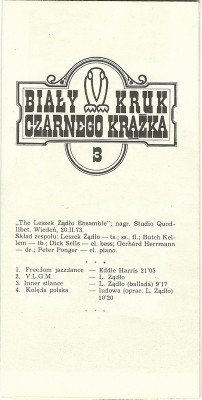 BIAŁY KRUK
CZARNEGO KRĄŻKA
3
„The Leszek Żądło Ensamble"; nagr. Studio Quod-
libet, Wiedeń, 20.II.73.
Skład zespołu: Leszek Żądło — ts.; ss., fl.; Butch Kel-
lem — tb.; Dick Sells — el. bass; Gerhard Herrmann
— dr.; Peter Ponger — el. piano.
* * *
1. Freedom jazzdance — Eddie Harris 21'05
2. V.I.G.M. — L. Żądło
3. Inner silance — L. Żądło (ballada) 9'17
4. Kolęda polska — ludowa (oprac. L. Żądło)
10'20
* * *